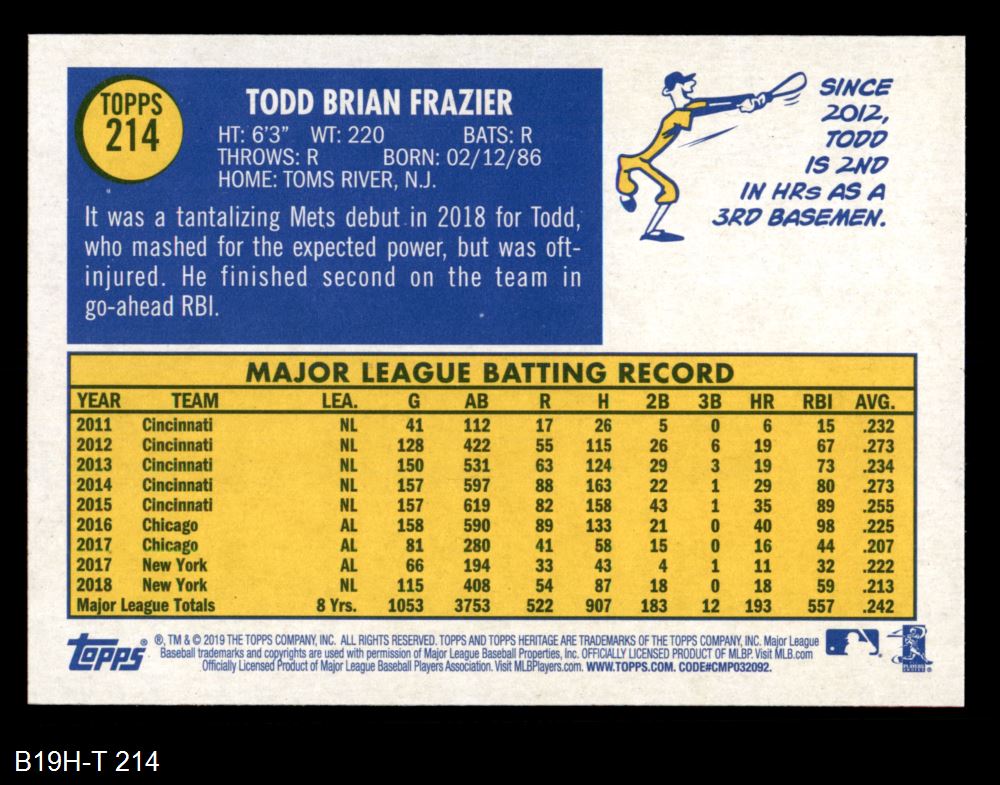 TOPPS
214
TODD BRIAN FRAZIER
HT: 6'3" WT: 220 BATS: R
THROWS: R BORN: 02/12/86
HOME: TOMS RIVER, N.J.
It was a tantalizing Mets debut in 2018 for Todd,
who mashed for the expected power, but was oft-
injured. He finished second on the team in
go-ahead RBI.
SINCE
2012,
TODD
IS 2ND
IN HRs AS A
3RD BASEMEN.
MAJOR LEAGUE BATTING RECORD
YEAR TEAM LEA. G AB R H 2B 3B HR RBI AVG.
2011 Cincinnati NL 41 112 17 26 5 0 6 15 .232
2012 Cincinnati NL 128 422 55 115 26 6 19 67 .273
2013 Cincinnati NL 150 531 63 124 29 3 19 73 .234
2014 Cincinnati NL 157 597 88 163 22 1 29 80 .273
2015 Cincinnati NL 157 619 82 158 43 1 35 89 .255
2016 Chicago AL 158 590 89 133 21 0 40 98 .225
2017 Chicago AL 81 280 41 58 15 0 16 44 .207
2017 New York AL 66 194 33 43 4 1 11 32 .222
2018 New York NL 115 408 54 87 18 0 18 59 .213
Major League Totals 8 Yrs. 1053 3753 522 907 183 12 193 557 .242
TOPPS ® ®, TM & © 2019 THE TOPPS COMPANY, INC. ALL RIGHTS RESERVED. TOPPS AND TOPPS HERITAGE ARE TRADEMARKS OF THE TOPPS COMPANY, INC. Major League
Baseball trademarks and copyrights are used with permission of Major League Baseball Properties, Inc. OFFICIALLY LICENSED PRODUCT OF MLBP. Visit MLB.com
Officially Licensed Product of Major League Baseball Players Association. Visit MLBPlayers.com. WWW.TOPPS.COM. CODE#CMP032092.
B19H-T 214